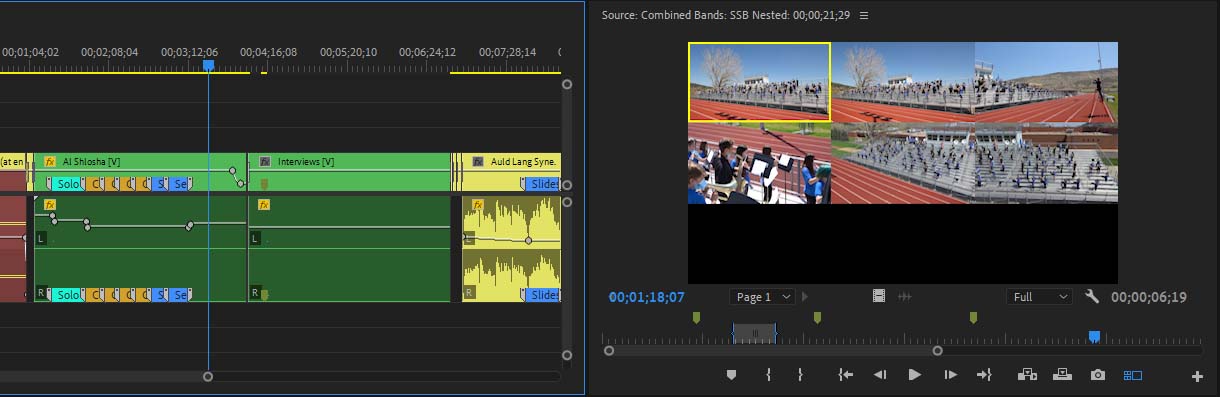 Source: Combined Bands: SSB Nested: 00;00;21;29
00;01;04;02 00;02;08;04 00;03;12;06 00;04;16;08 00;05;20;10 00;06;24;12 00;07;28;14
(at en fx Al Shlosha [V] fx Interviews [V] fx Auld Lang Syne.
Solo C C C C S Se Slides
fx fx fx
L L L
R R R
Solo C C C C S Se Slides
00;01;18;07 Page 1 Full 00;00;06;19